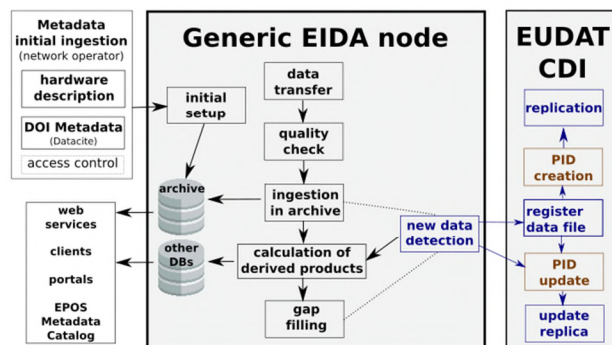 Metadata
initial ingestion
(network operator)
hardware
description
DOI Metadata
(Datacite)
access control
web
services
clients
portals
EPOS
Metadata
Catalog
Generic EIDA node
initial
setup
archive
other
DBs
data
transfer
quality
check
ingestion
in archive
calculation of
derived products
gap
filling
new data
detection
EUDAT
CDI
replication
PID
creation
register
data file
PID
update
update
replica